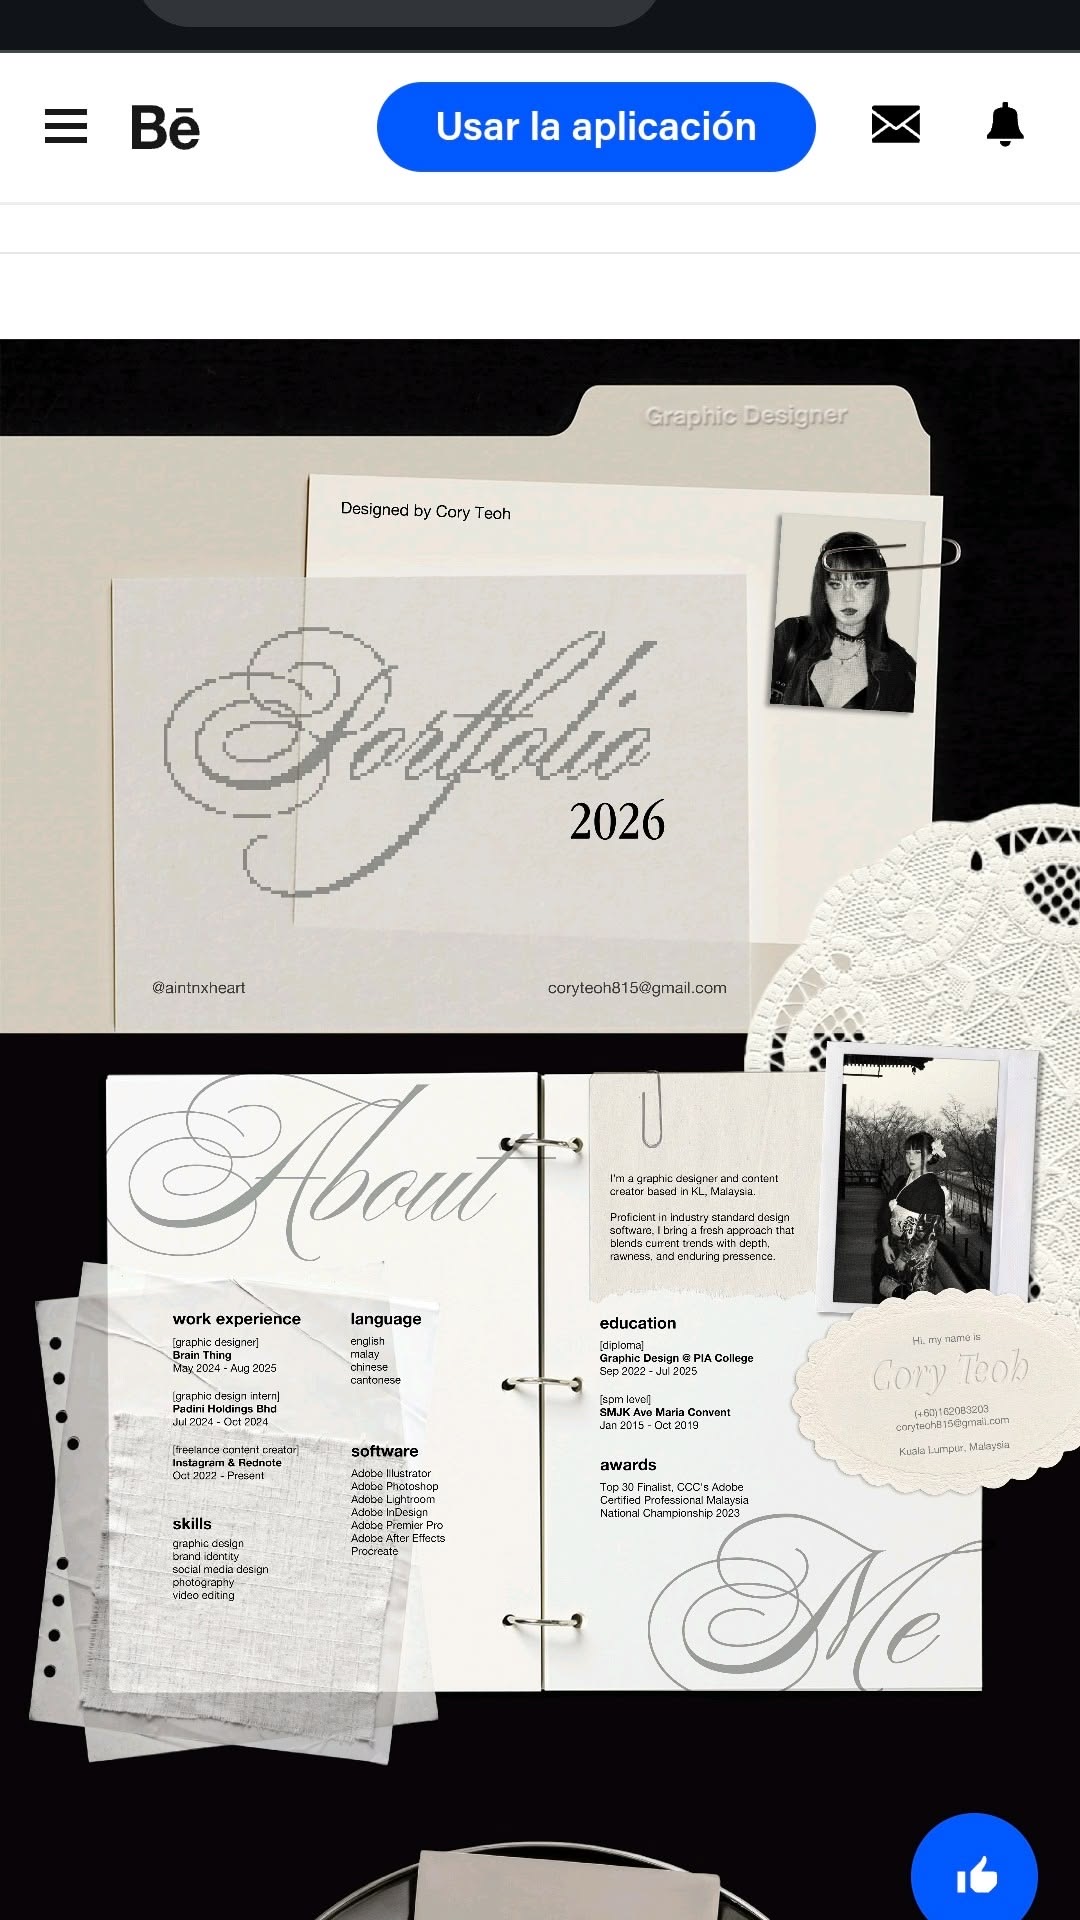 Bē
Usar la aplicación
Graphic Designer
Designed by Cory Teoh
Portfolio
2026
@aintnxheart
coryteoh815@gmail.com
About
work experience
[graphic designer]
Brain Thing
May 2024 - Aug 2025
[graphic design intern]
Padini Holdings Bhd
Jul 2024 - Oct 2024
[freelance content creator]
Instagram & Rednote
Oct 2022 - Present
skills
graphic design
brand identity
social media design
photography
video editing
language
english
malay
chinese
cantonese
software
Adobe Illustrator
Adobe Photoshop
Adobe Lightroom
Adobe InDesign
Adobe Premier Pro
Adobe After Effects
Procreate
I'm a graphic designer and content
creator based in KL, Malaysia.
Proficient in industry standard design
software, I bring a fresh approach that
blends current trends with depth,
rawness, and enduring pressence.
education
[diploma]
Graphic Design @ PIA College
Sep 2022 - Jul 2025
[spm level]
SMJK Ave Maria Convent
Jan 2015 - Oct 2019
awards
Top 30 Finalist, CCC's Adobe
Certified Professional Malaysia
National Championship 2023
Hi, my name is
Cory Teoh
(+60)162083203
coryteoh815@gmail.com
Kuala Lumpur, Malaysia
Me